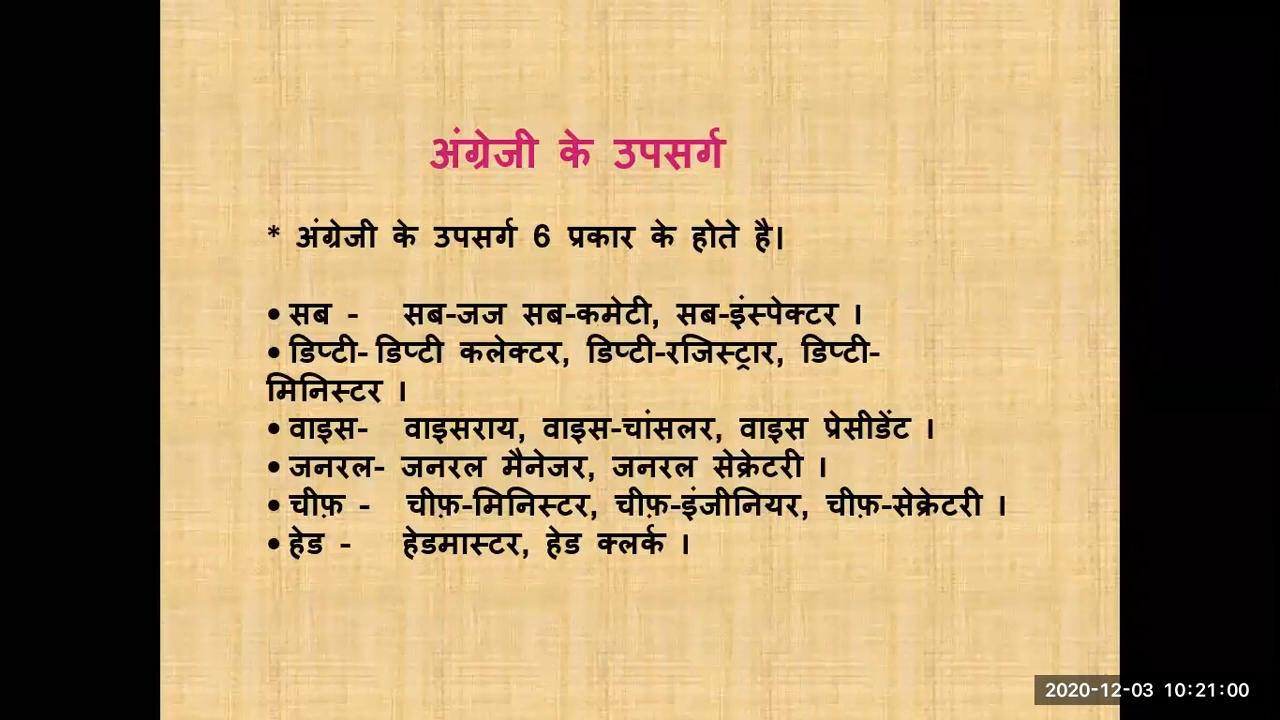 अंग्रेजी के उपसर्ग
* अंग्रेजी के उपसर्ग 6 प्रकार के होते है।
• सब - सब-जज सब-कमेटी, सब-इंस्पेक्टर ।
• डिप्टी- डिप्टी कलेक्टर, डिप्टी-रजिस्ट्रार, डिप्टी-
मिनिस्टर ।
• वाइस- वाइसराय, वाइस-चांसलर, वाइस प्रेसीडेंट ।
• जनरल- जनरल मैनेजर, जनरल सेक्रेटरी ।
• चीफ़ - चीफ़-मिनिस्टर, चीफ़-इंजीनियर, चीफ़-सेक्रेटरी ।
• हेड - हेडमास्टर, हेड क्लर्क ।
2020-12-03 10:21:00